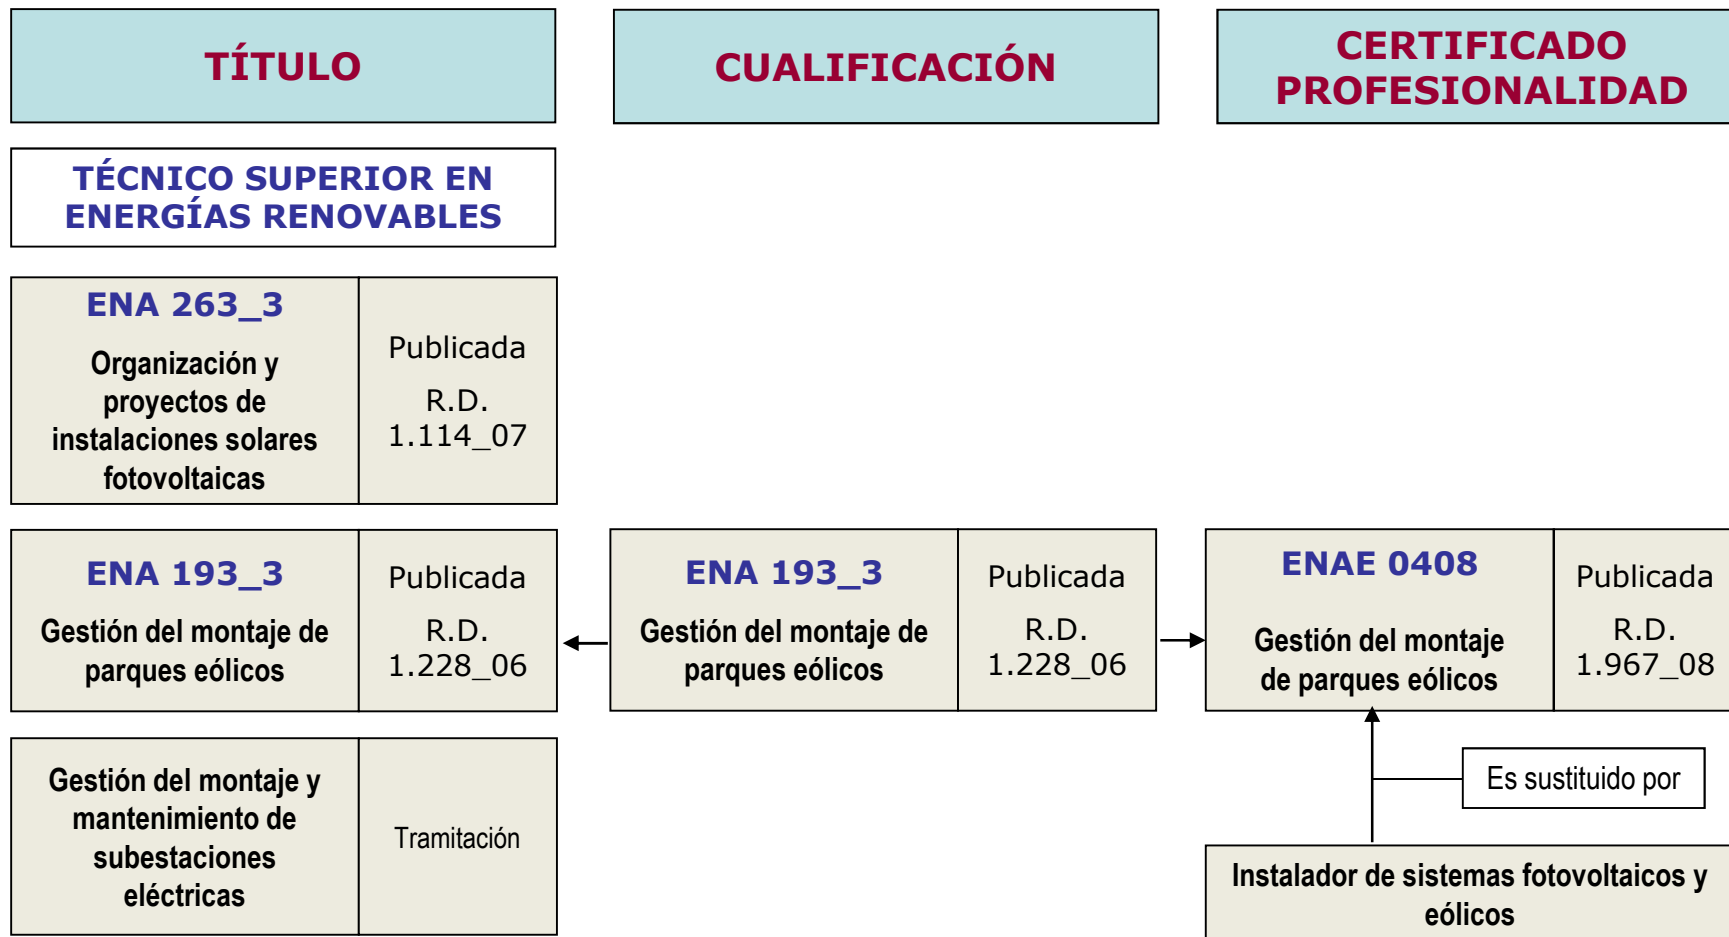 TÍTULO
CUALIFICACIÓN
CERTIFICADO
PROFESIONALIDAD
TÉCNICO SUPERIOR EN
ENERGÍAS RENOVABLES
ENA 263_3
Organización y
proyectos de
instalaciones solares
fotovoltaicas
Publicada
R.D.
1.114_07
ENA 193_3
Gestión del montaje de
parques eólicos
Publicada
R.D.
1.228_06
ENA 193_3
Gestión del montaje de
parques eólicos
Publicada
R.D.
1.228_06
ENAE 0408
Gestión del montaje
de parques eólicos
Publicada
R.D.
1.967_08
Gestión del montaje y
mantenimiento de
subestaciones
eléctricas
Tramitación
Es sustituido por
Instalador de sistemas fotovoltaicos y
eólicos